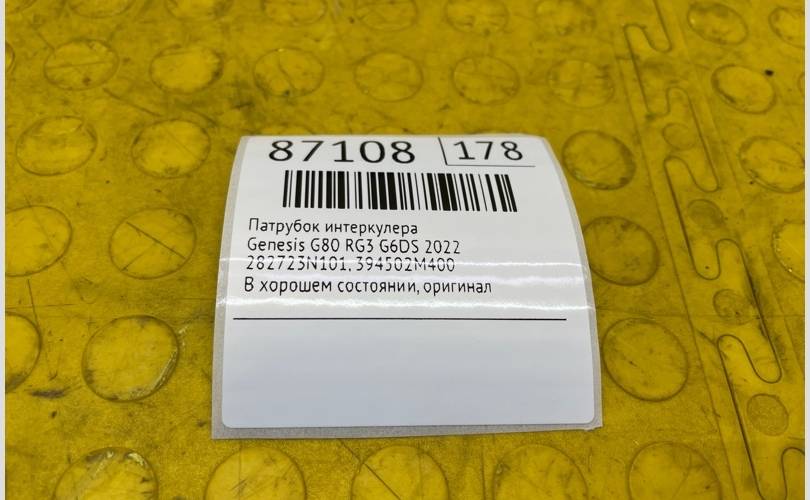 87108 178
Патрубок интеркулера
Genesis G80 RG3 G6DS 2022
282723N101, 394502M400
В хорошем состоянии, оригинал